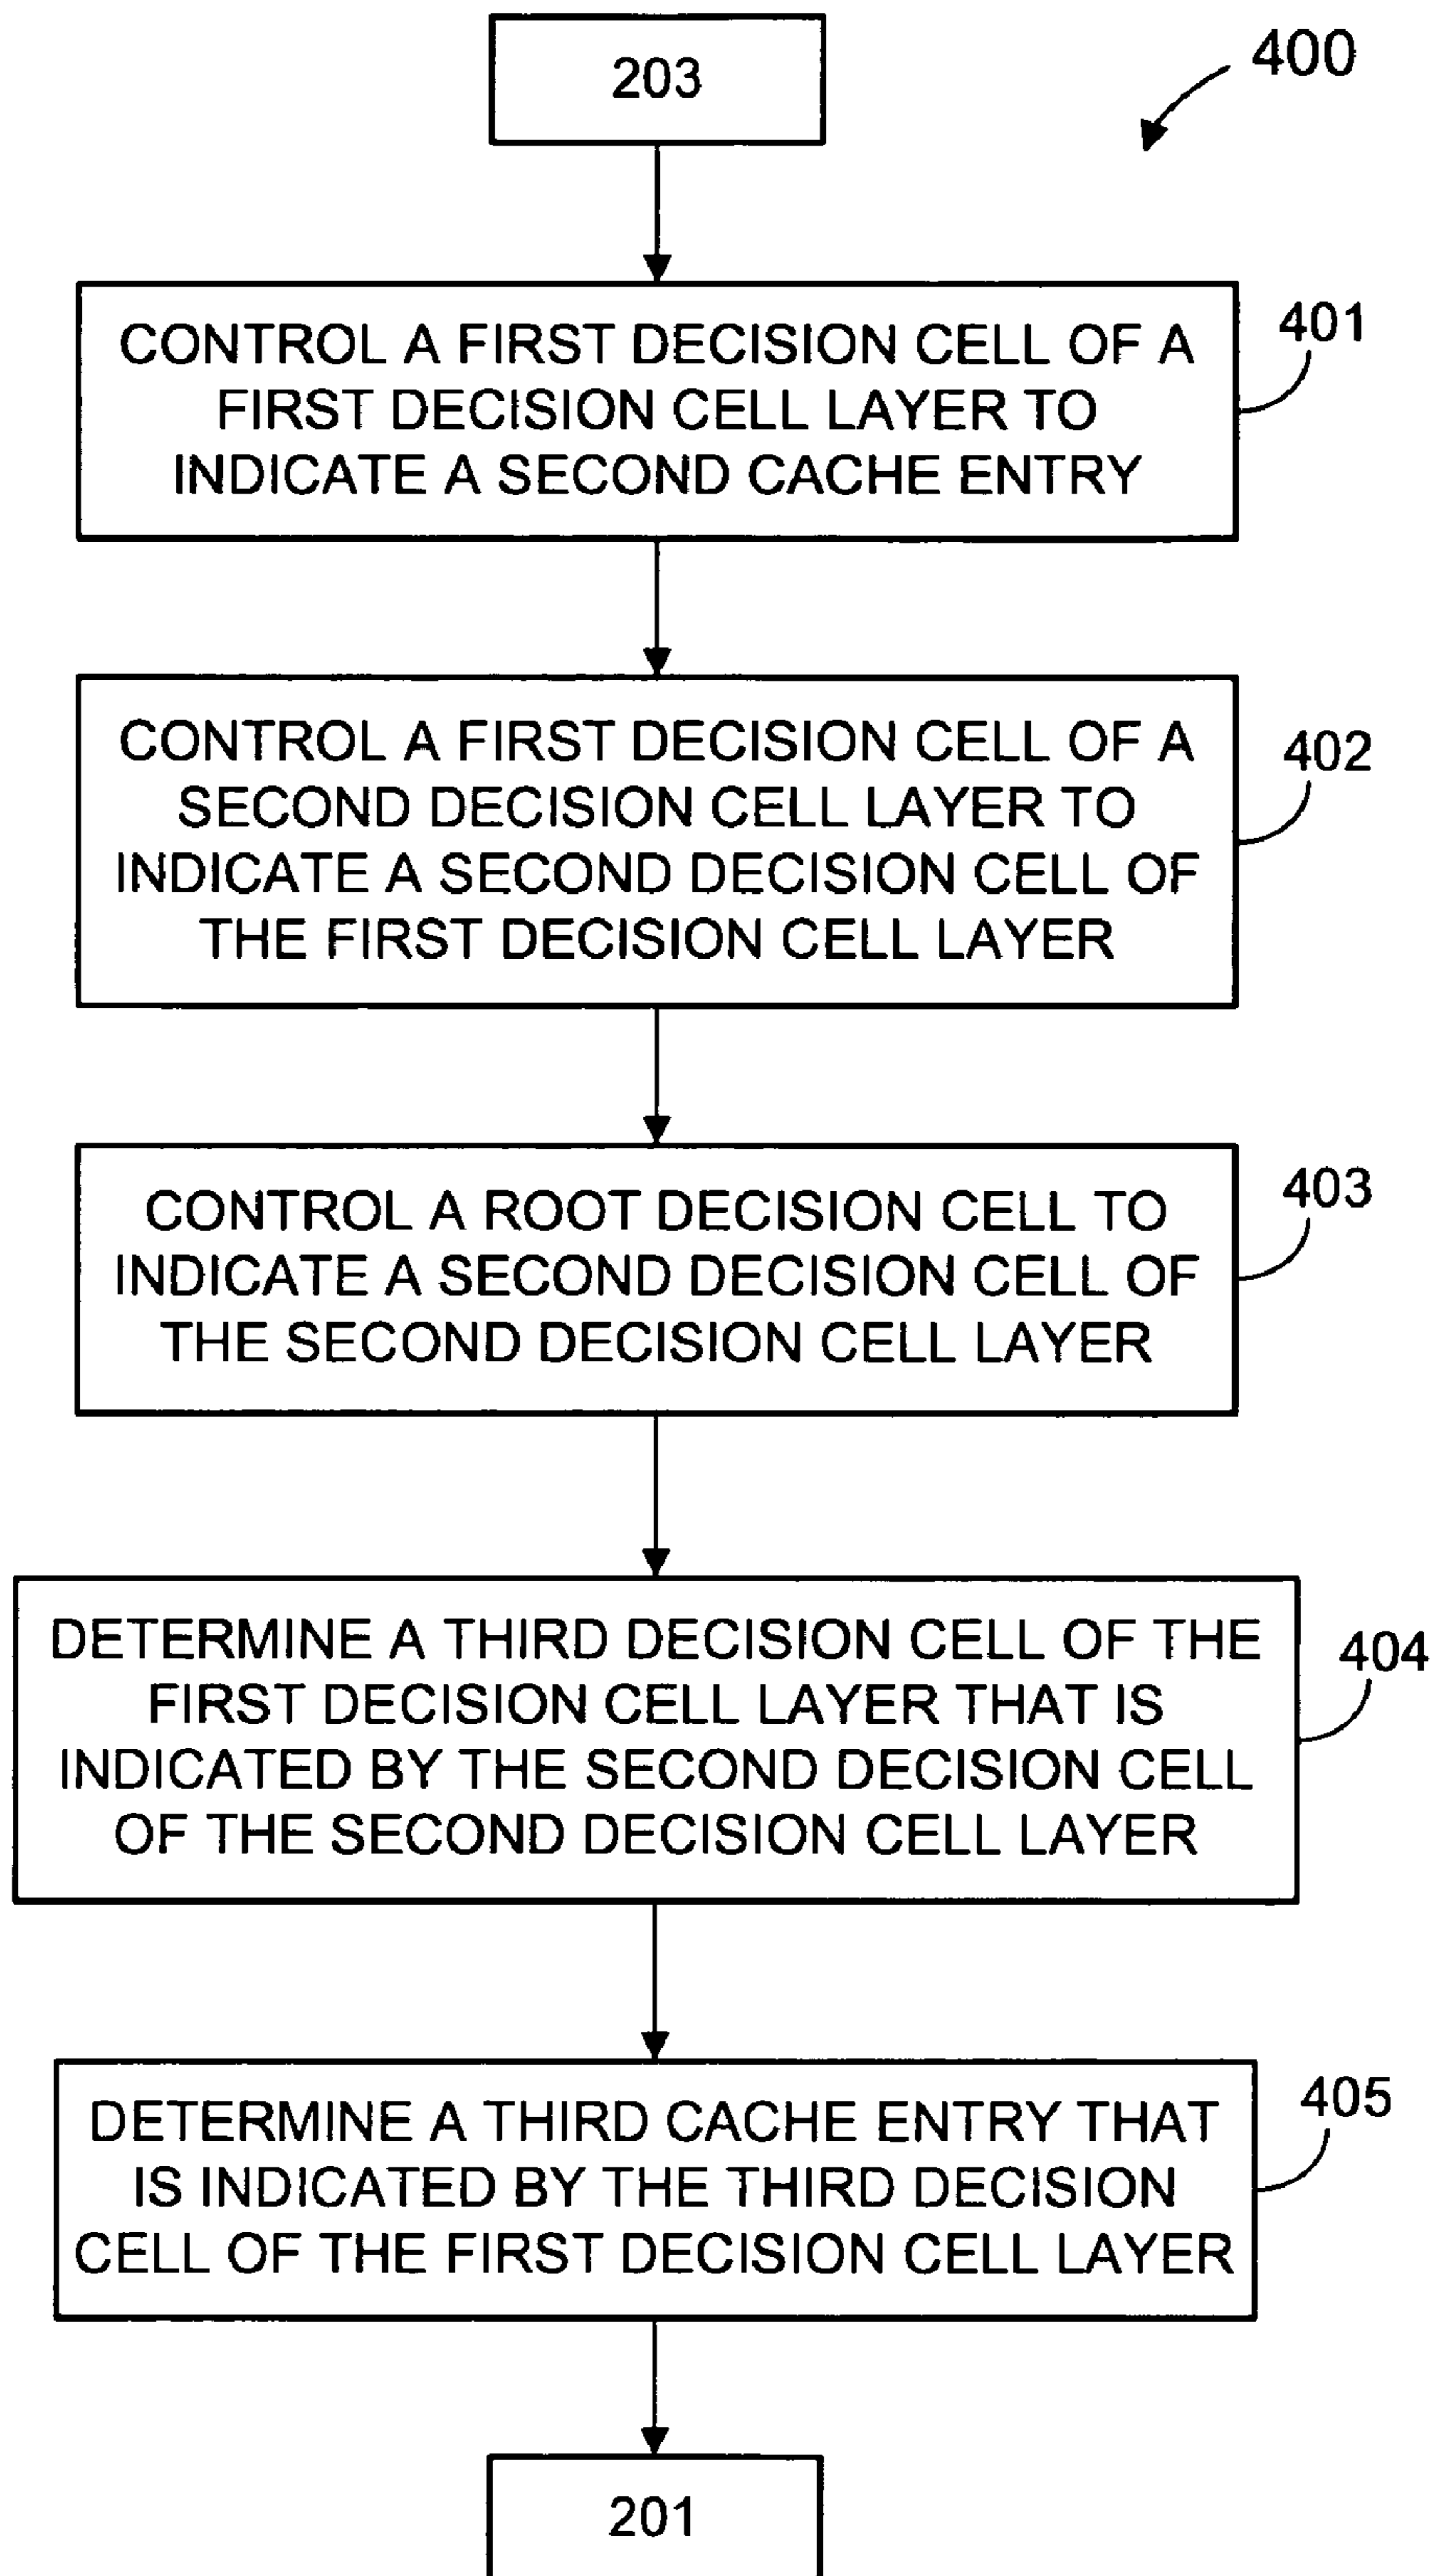 203
400
CONTROL A FIRST DECISION CELL OF A
FIRST DECISION CELL LAYER TO
INDICATE A SECOND CACHE ENTRY
401
CONTROL A FIRST DECISION CELL OF A
SECOND DECISION CELL LAYER TO
INDICATE A SECOND DECISION CELL OF
THE FIRST DECISION CELL LAYER
402
CONTROL A ROOT DECISION CELL TO
INDICATE A SECOND DECISION CELL OF
THE SECOND DECISION CELL LAYER
403
DETERMINE A THIRD DECISION CELL OF THE
FIRST DECISION CELL LAYER THAT IS
INDICATED BY THE SECOND DECISION CELL
OF THE SECOND DECISION CELL LAYER
404
DETERMINE A THIRD CACHE ENTRY THAT
IS INDICATED BY THE THIRD DECISION
CELL OF THE FIRST DECISION CELL LAYER
405
201